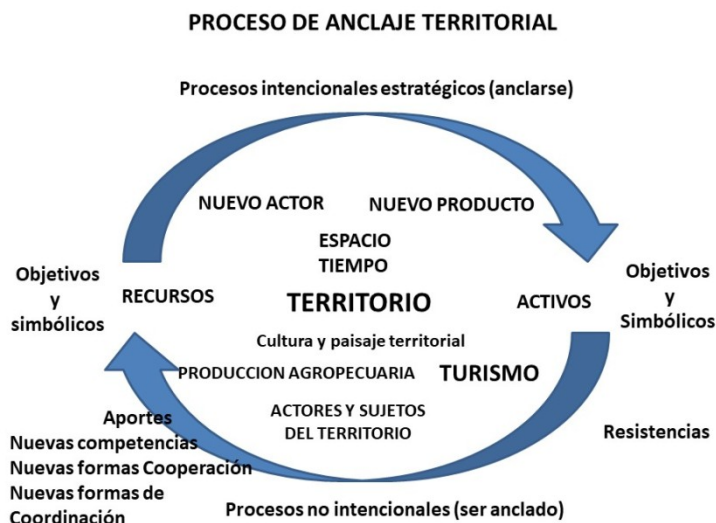 PROCESO DE ANCLAJE TERRITORIAL
Procesos intencionales estratégicos (anclarse)
NUEVO ACTOR
NUEVO PRODUCTO
ESPACIO
TIEMPO
Objetivos
y
simbólicos
RECURSOS
TERRITORIO
ACTIVOS
Objetivos
y
Simbólicos
Cultura y paisaje territorial
PRODUCCION AGROPECUARIA
TURISMO
ACTORES Y SUJETOS
DEL TERRITORIO
Aportes
Nuevas competencias
Nuevas formas Cooperación
Nuevas formas de
Coordinación
Resistencias
Procesos no intencionales (ser anclado)